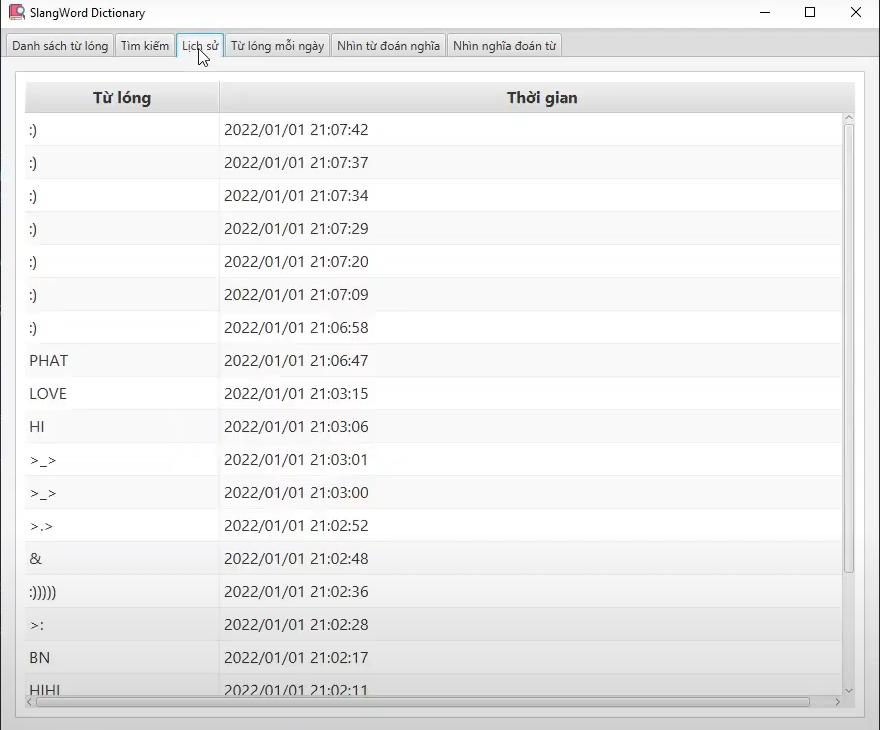 SlangWord Dictionary
Danh sách từ lóng Tìm kiếm Lịch sử Từ lóng mỗi ngày Nhìn từ đoán nghĩa Nhìn nghĩa đoán từ
Từ lóng Thời gian
:) 2022/01/01 21:07:42
:) 2022/01/01 21:07:37
:) 2022/01/01 21:07:34
:) 2022/01/01 21:07:29
:) 2022/01/01 21:07:20
:) 2022/01/01 21:07:09
:) 2022/01/01 21:06:58
PHAT 2022/01/01 21:06:47
LOVE 2022/01/01 21:03:15
HI 2022/01/01 21:03:06
>_> 2022/01/01 21:03:01
>_> 2022/01/01 21:03:00
>.> 2022/01/01 21:02:52
& 2022/01/01 21:02:48
:))))) 2022/01/01 21:02:36
>: 2022/01/01 21:02:28
BN 2022/01/01 21:02:17
HIHI 2022/01/01 21:02:11